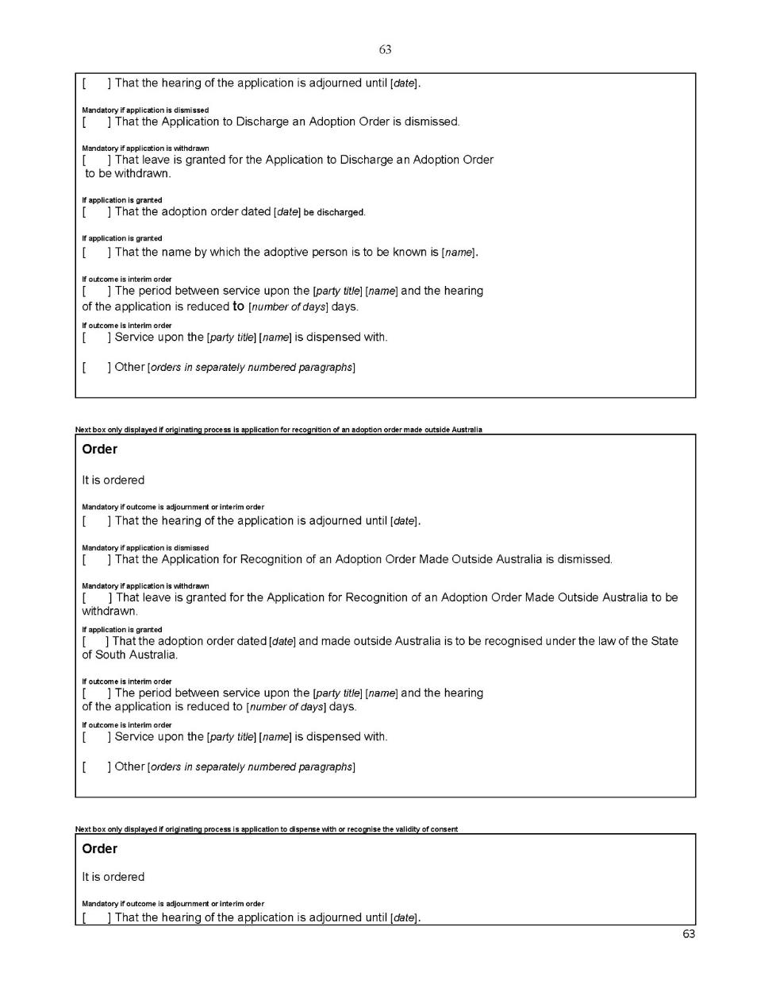 63
[ ] That the hearing of the application is adjourned until [date].
Mandatory if application is dismissed
[ ] That the Application to Discharge an Adoption Order is dismissed.
Mandatory if application is withdrawn
[ ] That leave is granted for the Application to Discharge an Adoption Order
to be withdrawn.
If application is granted
[ ] That the adoption order dated [date] be discharged.
If application is granted
[ ] That the name by which the adoptive person is to be known is [name].
If outcome is interim order
[ ] The period between service upon the [party title] [name] and the hearing
of the application is reduced to [number of days] days.
If outcome is interim order
[ ] Service upon the [party title] [name] is dispensed with.
[ ] Other [orders in separately numbered paragraphs]
Next box only displayed if originating process is application for recognition of an adoption order made outside Australia
Order
It is ordered
Mandatory if outcome is adjournment or interim order
[ ] That the hearing of the application is adjourned until [date].
Mandatory if application is dismissed
[ ] That the Application for Recognition of an Adoption Order Made Outside Australia is dismissed.
Mandatory if application is withdrawn
[ ] That leave is granted for the Application for Recognition of an Adoption Order Made Outside Australia to be
withdrawn.
If application is granted
[ ] That the adoption order dated [date] and made outside Australia is to be recognised under the law of the State
of South Australia.
If outcome is interim order
[ ] The period between service upon the [party title] [name] and the hearing
of the application is reduced to [number of days] days.
If outcome is interim order
[ ] Service upon the [party title] [name] is dispensed with.
[ ] Other [orders in separately numbered paragraphs]
Next box only displayed if originating process is application to dispense with or recognise the validity of consent
Order
It is ordered
Mandatory if outcome is adjournment or interim order
[ ] That the hearing of the application is adjourned until [date].
63